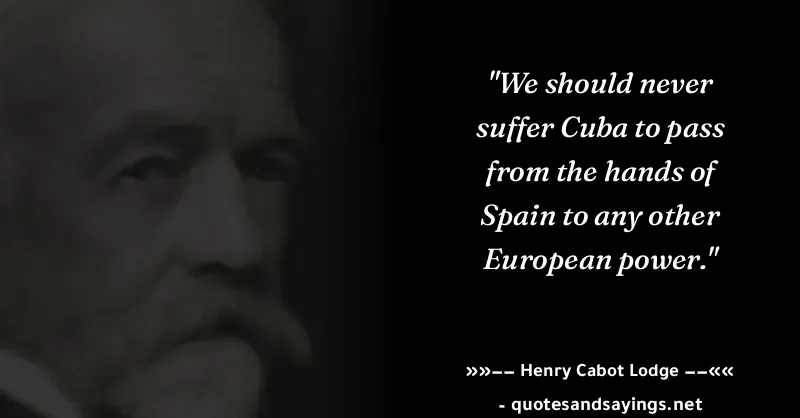 "We should never
suffer Cuba to pass
from the hands of
Spain to any other
European power."
»»—— Henry Cabot Lodge ——««
- quotesandsayings.net